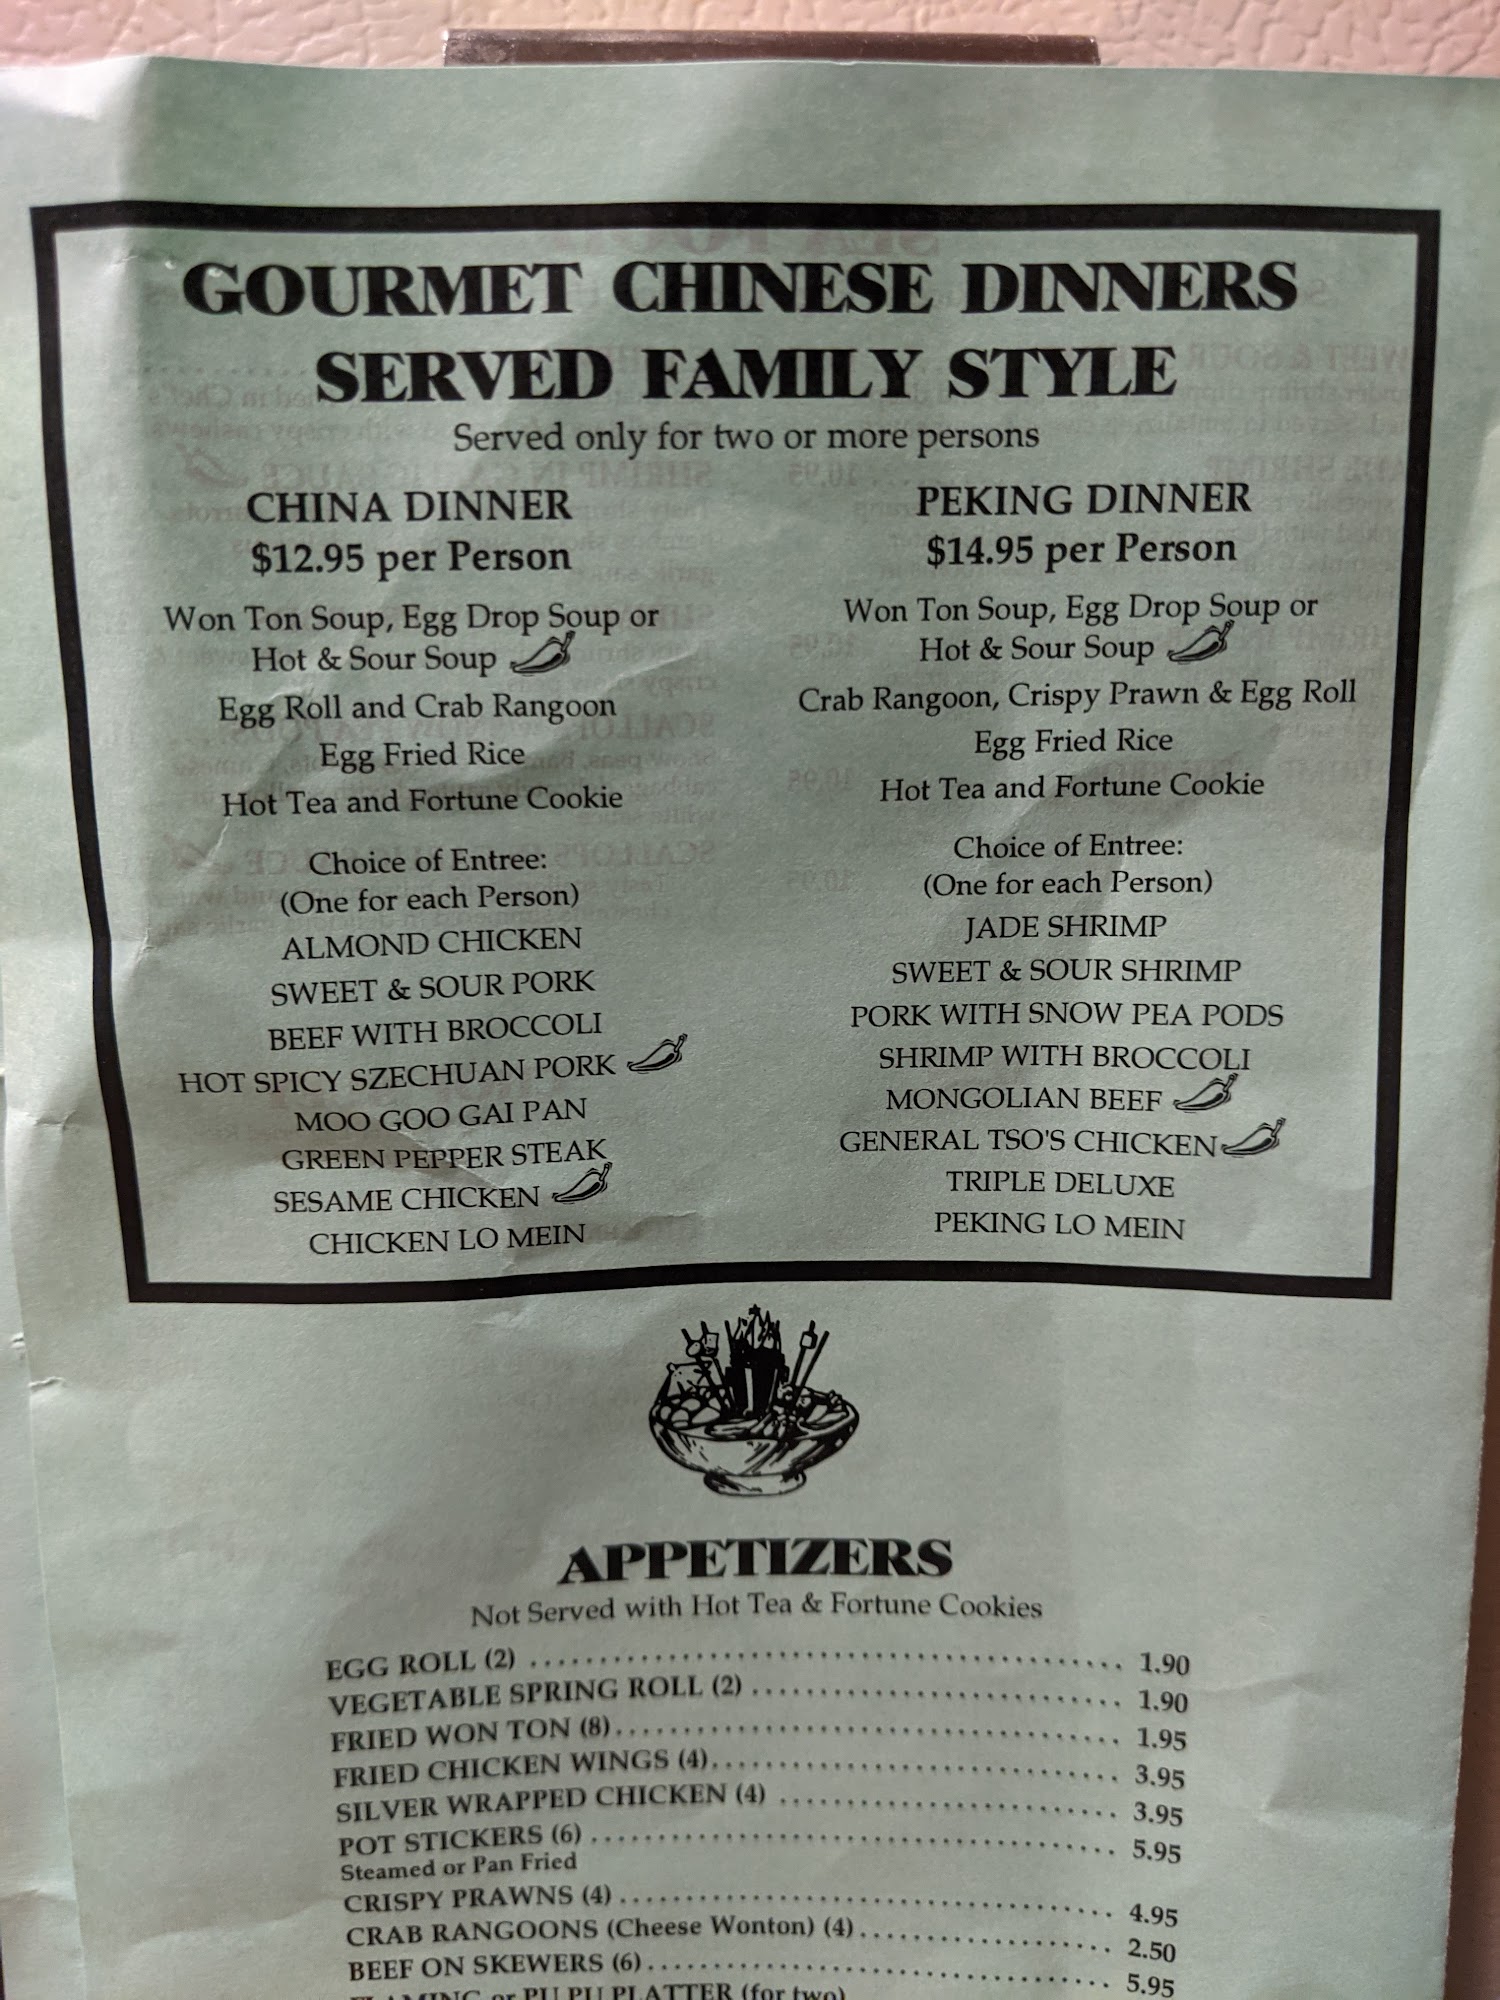 GOURMET CHINESE DINNERS
SERVED FAMILY STYLE
Served only for two or more persons
CHINA DINNER
$12.95 per Person
Won Ton Soup, Egg Drop Soup or
Hot & Sour Soup
Egg Roll and Crab Rangoon
Egg Fried Rice
Hot Tea and Fortune Cookie
Choice of Entree:
(One for each Person)
ALMOND CHICKEN
SWEET & SOUR PORK
BEEF WITH BROCCOLI
HOT SPICY SZECHUAN PORK
MOO GOO GAI PAN
GREEN PEPPER STEAK
SESAME CHICKEN
CHICKEN LO MEIN
PEKING DINNER
$14.95 per Person
Won Ton Soup, Egg Drop Soup or
Hot & Sour Soup
Crab Rangoon, Crispy Prawn & Egg Roll
Egg Fried Rice
Hot Tea and Fortune Cookie
Choice of Entree:
(One for each Person)
JADE SHRIMP
SWEET & SOUR SHRIMP
PORK WITH SNOW PEA PODS
SHRIMP WITH BROCCOLI
MONGOLIAN BEEF
GENERAL TSO'S CHICKEN
TRIPLE DELUXE
PEKING LO MEIN
APPETIZERS
Not Served with Hot Tea & Fortune Cookies
EGG ROLL (2) ........................................ 1.90
VEGETABLE SPRING ROLL (2) ........................... 1.90
FRIED WON TON (8)................................... 1.95
FRIED CHICKEN WINGS (4)............................. 3.95
SILVER WRAPPED CHICKEN (4) ......................... 3.95
POT STICKERS (6) ................................... 5.95
Steamed or Pan Fried
CRISPY PRAWNS (4) .................................. 4.95
CRAB RANGOONS (Cheese Wonton) (4)................... 2.50
BEEF ON SKEWERS (6)................................. 5.95
FLAMING or PU PU PLATTER (for two)